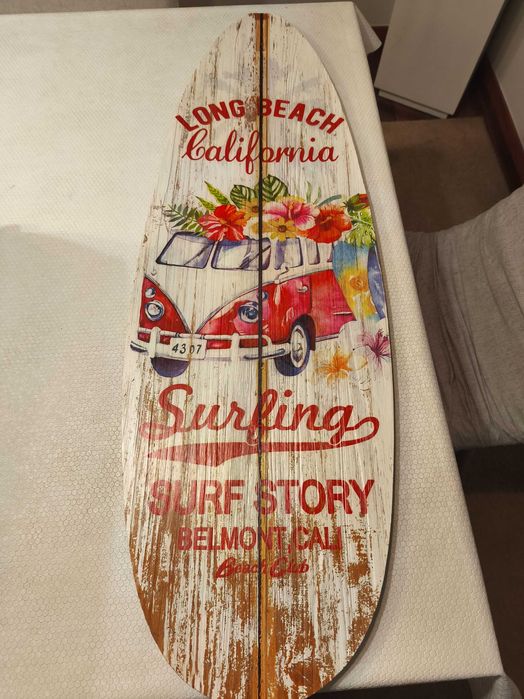 LONG BEACH
California
4307
Surfing
SURF STORY
BELMONT, CALI
Beach Club